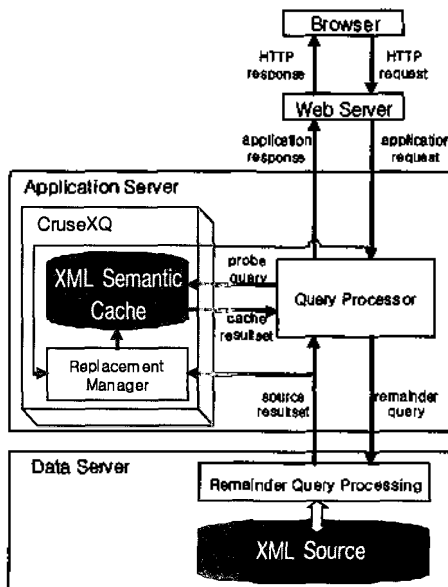 Browser
HTTP
response
HTTP
request
Web Server
application
response
application
request
Application Server
CruseXQ
XML Semantic
Cache
probe
query
cache
resultset
Query Processor
Replacement
Manager
source
resultset
remainder
query
Data Server
Remainder Query Processing
XML Source